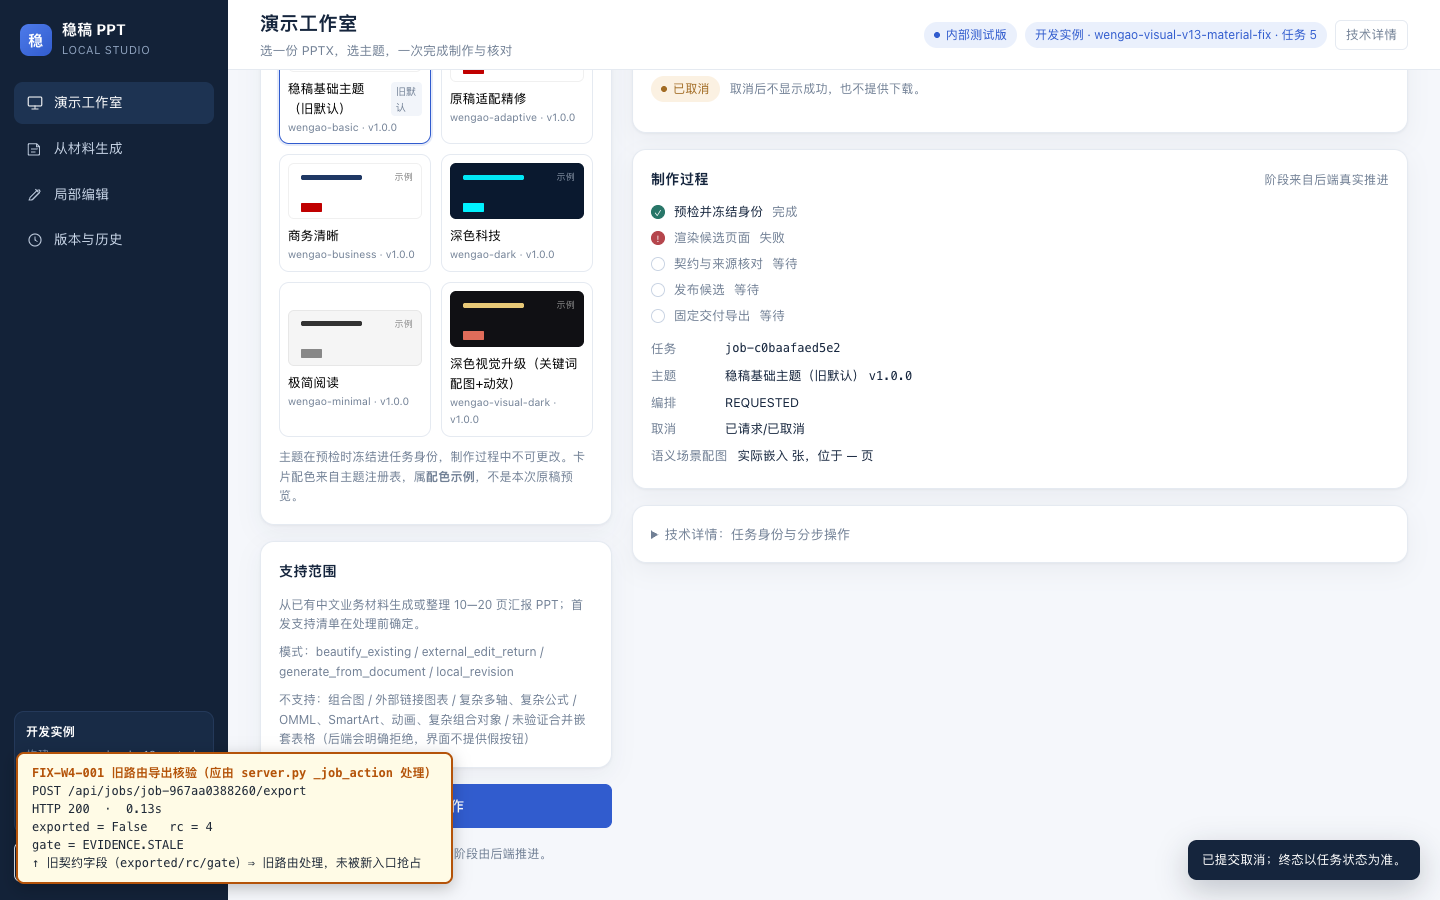 稳
稳稿 PPT
LOCAL STUDIO
演示工作室
从材料生成
局部编辑
版本与历史
开发实例
演示工作室
选一份 PPTX，选主题，一次完成制作与核对
内部测试版
开发实例 · wengao-visual-v13-material-fix · 任务 5
技术详情
稳稿基础主题（旧默认）
旧默认
wengao-basic · v1.0.0
原稿适配精修
wengao-adaptive · v1.0.0
示例
商务清晰
wengao-business · v1.0.0
示例
深色科技
wengao-dark · v1.0.0
示例
极简阅读
wengao-minimal · v1.0.0
示例
深色视觉升级（关键词
配图+动效）
wengao-visual-dark ·
v1.0.0
主题在预检时冻结进任务身份，制作过程中不可更改。卡
片配色来自主题注册表，属配色示例，不是本次原稿预
览。
支持范围
从已有中文业务材料生成或整理 10—20 页汇报 PPT；首
发支持清单在处理前确定。
模式：beautify_existing / external_edit_return /
generate_from_document / local_revision
不支持：组合图 / 外部链接图表 / 复杂多轴、复杂公式 /
OMML、SmartArt、动画、复杂组合对象 / 未验证合并嵌
套表格（后端会明确拒绝，界面不提供假按钮）
作
阶段由后端推进。
已取消
取消后不显示成功，也不提供下载。
制作过程
阶段来自后端真实推进
预检并冻结身份 完成
渲染候选页面 失败
契约与来源核对 等待
发布候选 等待
固定交付导出 等待
任务 job-c0baafaed5e2
主题 稳稿基础主题（旧默认） v1.0.0
编排 REQUESTED
取消 已请求/已取消
语义场景配图 实际嵌入 张，位于 — 页
技术详情：任务身份与分步操作
FIX-W4-001 旧路由导出核验（应由 server.py _job_action 处理）
POST /api/jobs/job-967aa0388260/export
HTTP 200 · 0.13s
exported = False rc = 4
gate = EVIDENCE.STALE
↑ 旧契约字段（exported/rc/gate）⇒ 旧路由处理，未被新入口抢占
已提交取消；终态以任务状态为准。